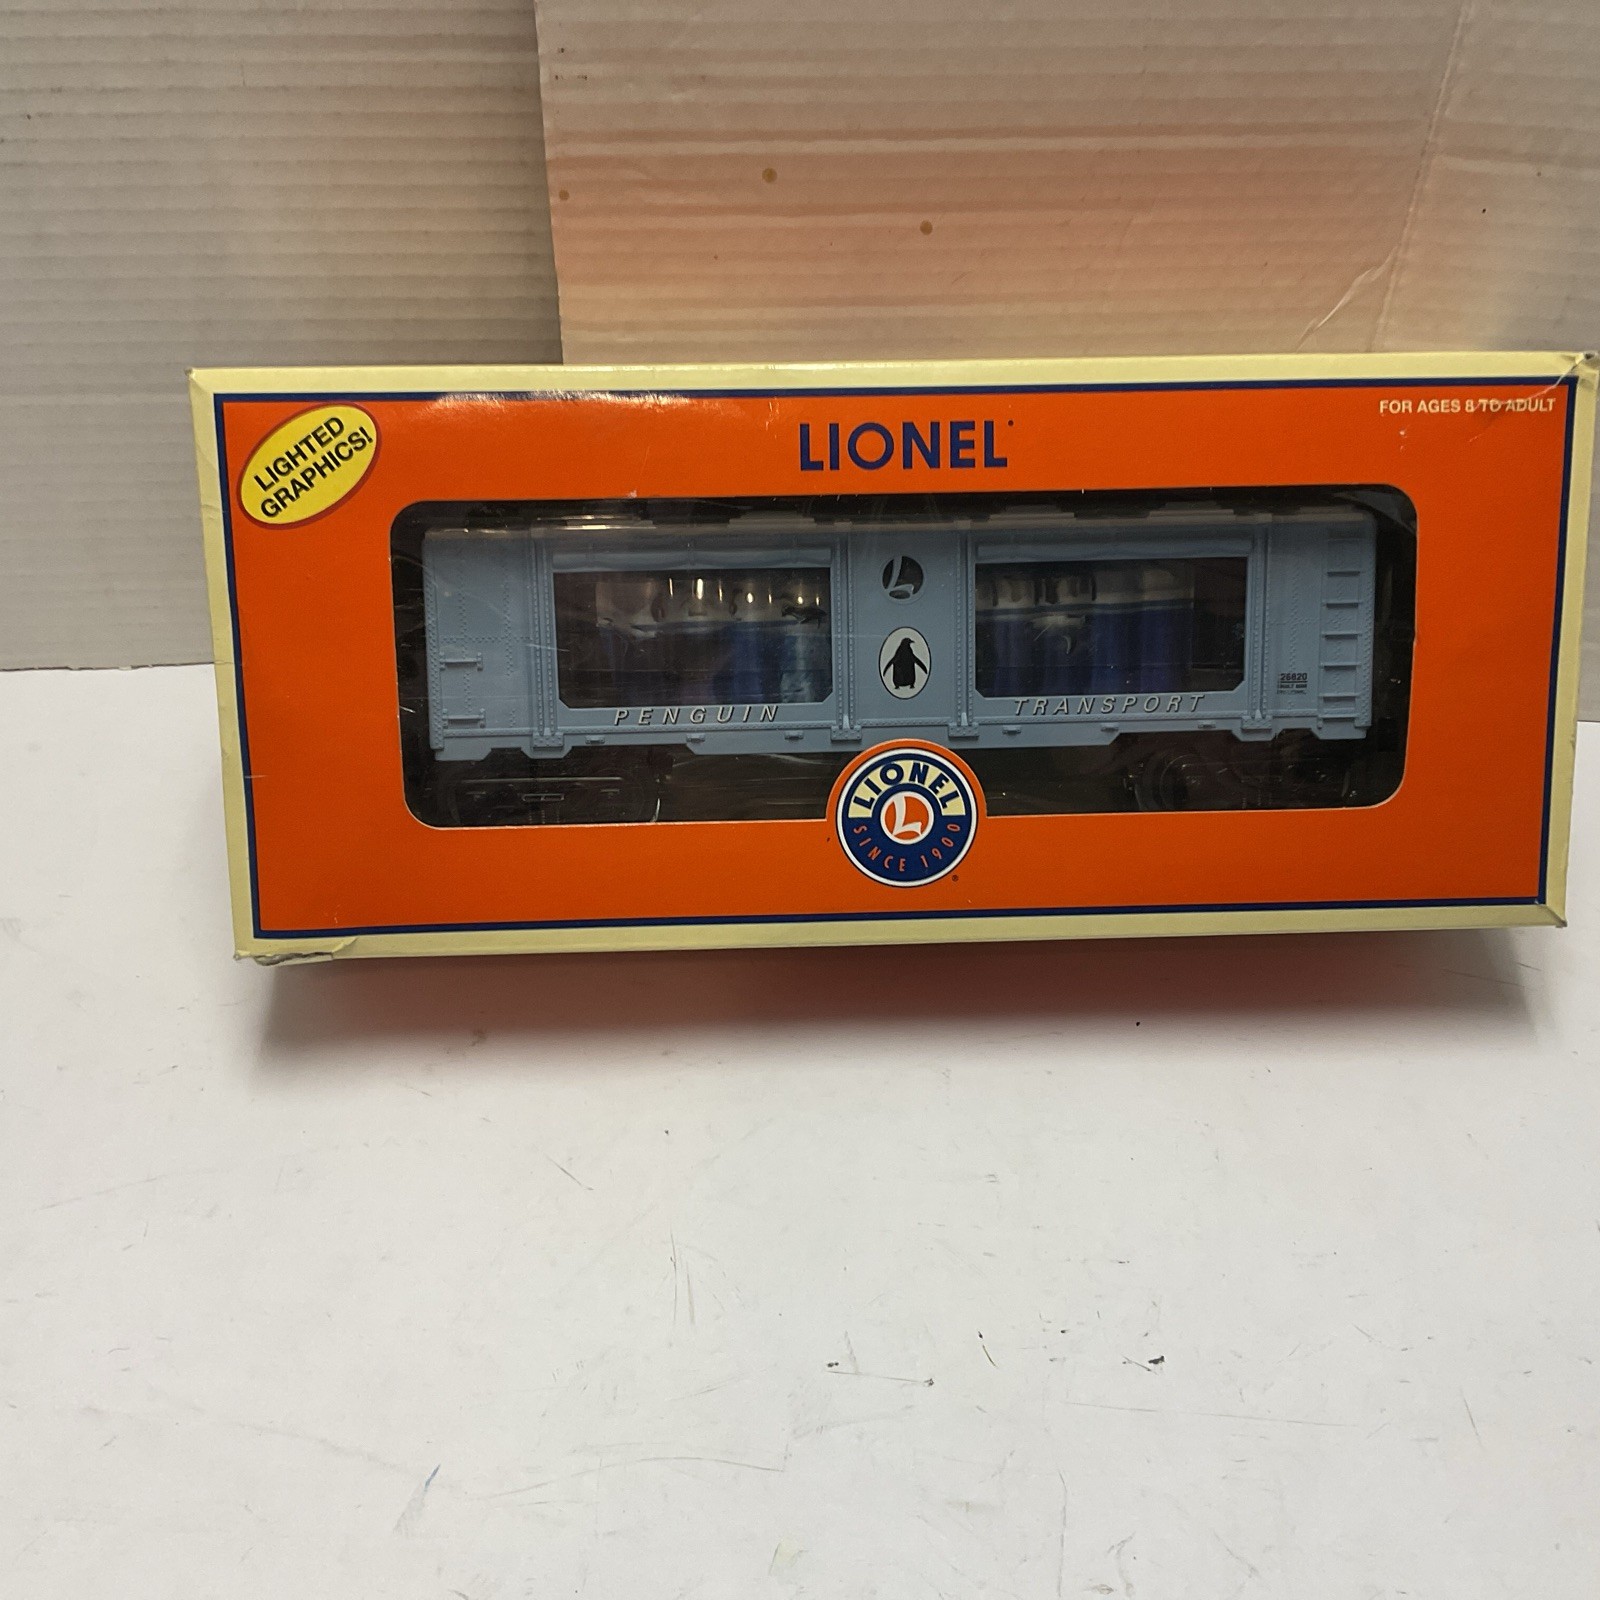 LIGHTED
GRAPHICS!
LIONEL
FOR AGES 8 TO ADULT
L
PENGUIN
TRANSPORT
26820
LIONEL
L
SINCE 1900
®